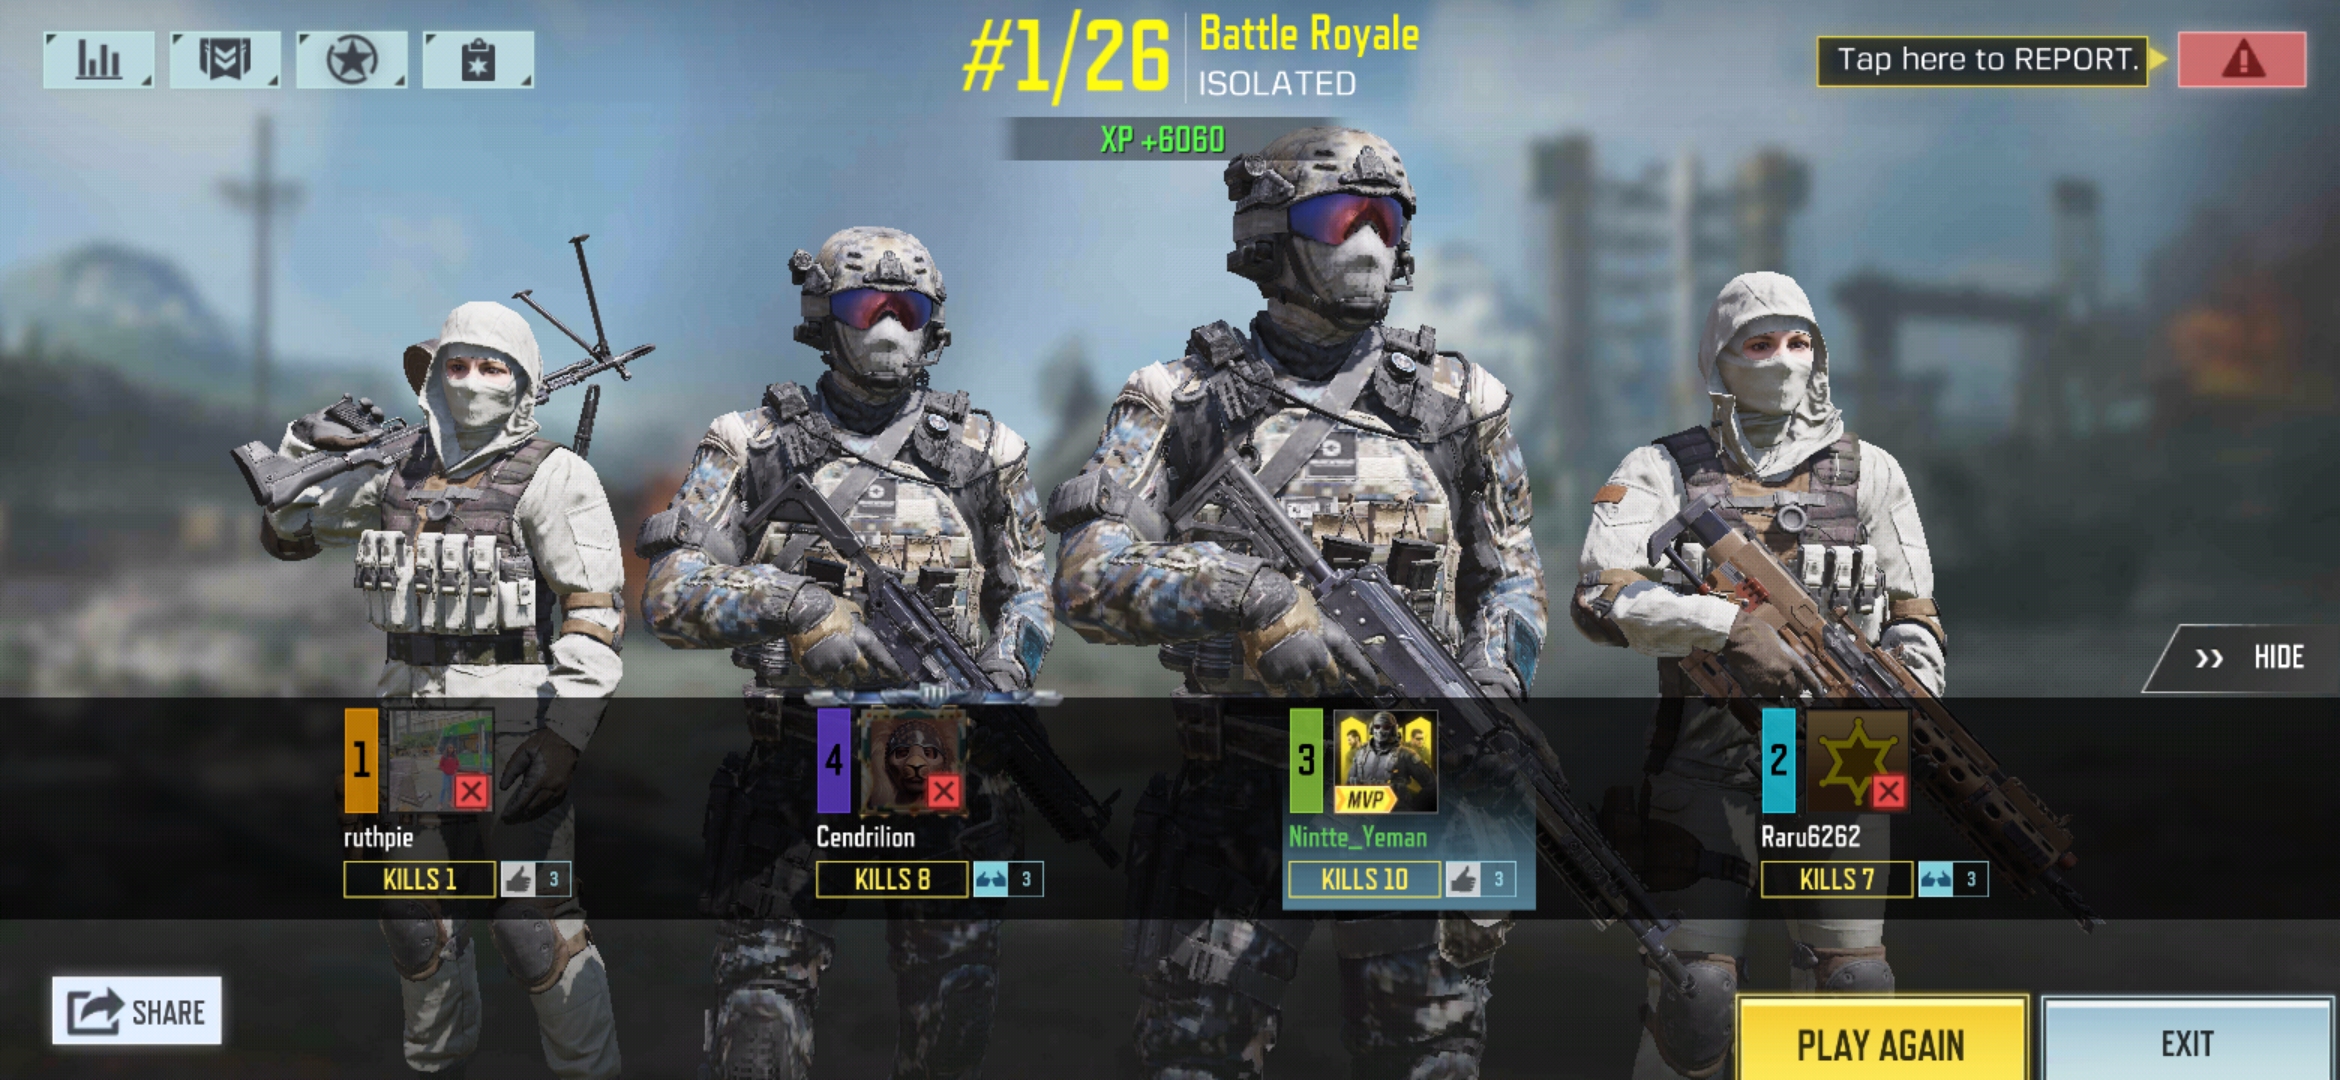 #1/26
Battle Royale
ISOLATED
Tap here to REPORT.
XP +6060
>> HIDE
1
ruthpie
KILLS 1
3
4
Cendrilion
KILLS 8
3
3
MVP
Nintte_Yeman
KILLS 10
3
2
Raru6262
KILLS 7
3
SHARE
PLAY AGAIN
EXIT